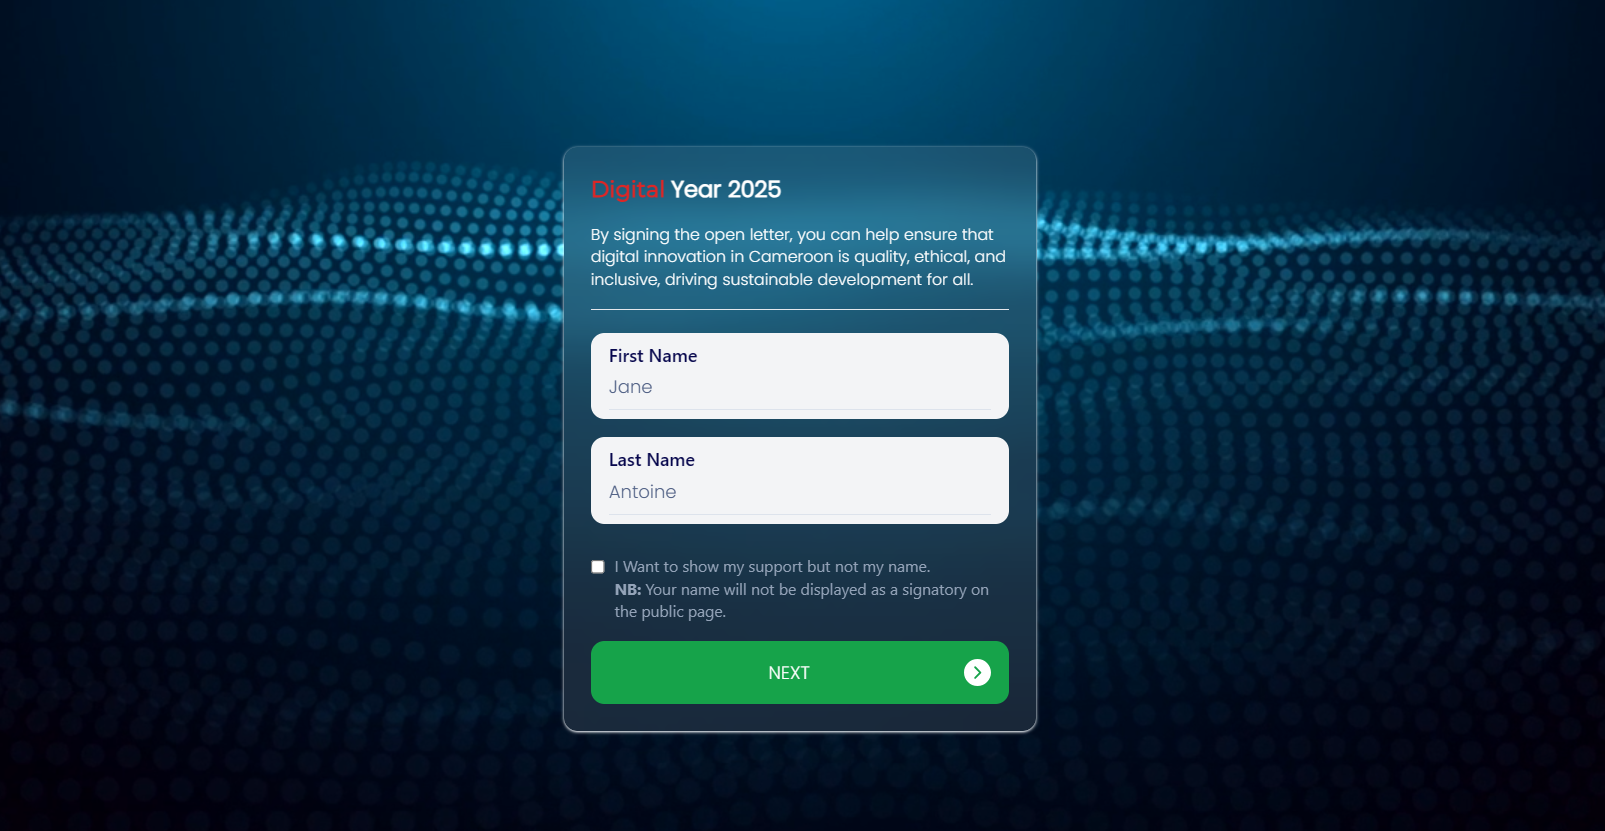 Digital Year 2025
By signing the open letter, you can help ensure that
digital innovation in Cameroon is quality, ethical, and
inclusive, driving sustainable development for all.
First Name
Jane
Last Name
Antoine
I Want to show my support but not my name.
NB: Your name will not be displayed as a signatory on
the public page.
NEXT